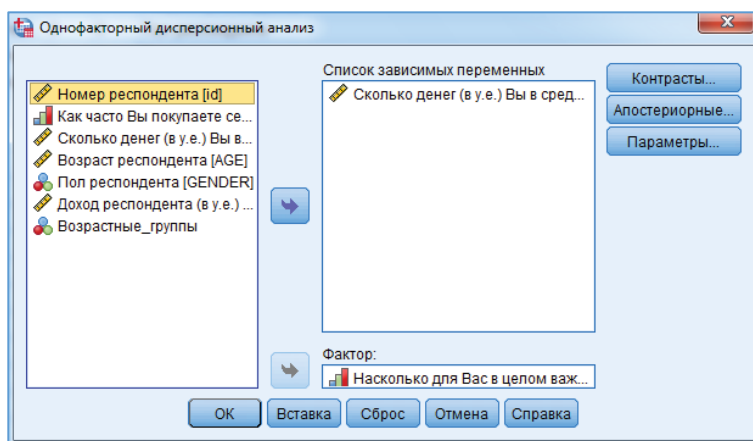 Однофакторный дисперсионный анализ
Номер респондента [id]
Как часто Вы покупаете се...
Сколько денег (в у.е.) Вы в...
Возраст респондента [AGE]
Пол респондента [GENDER]
Доход респондента (в у.е.) ...
Возрастные_группы
Список зависимых переменных
Сколько денег (в у.е.) Вы в сред...
Контрасты...
Апостериорные...
Параметры...
Фактор:
Насколько для Вас в целом важ...
ОК Вставка Сброс Отмена Справка